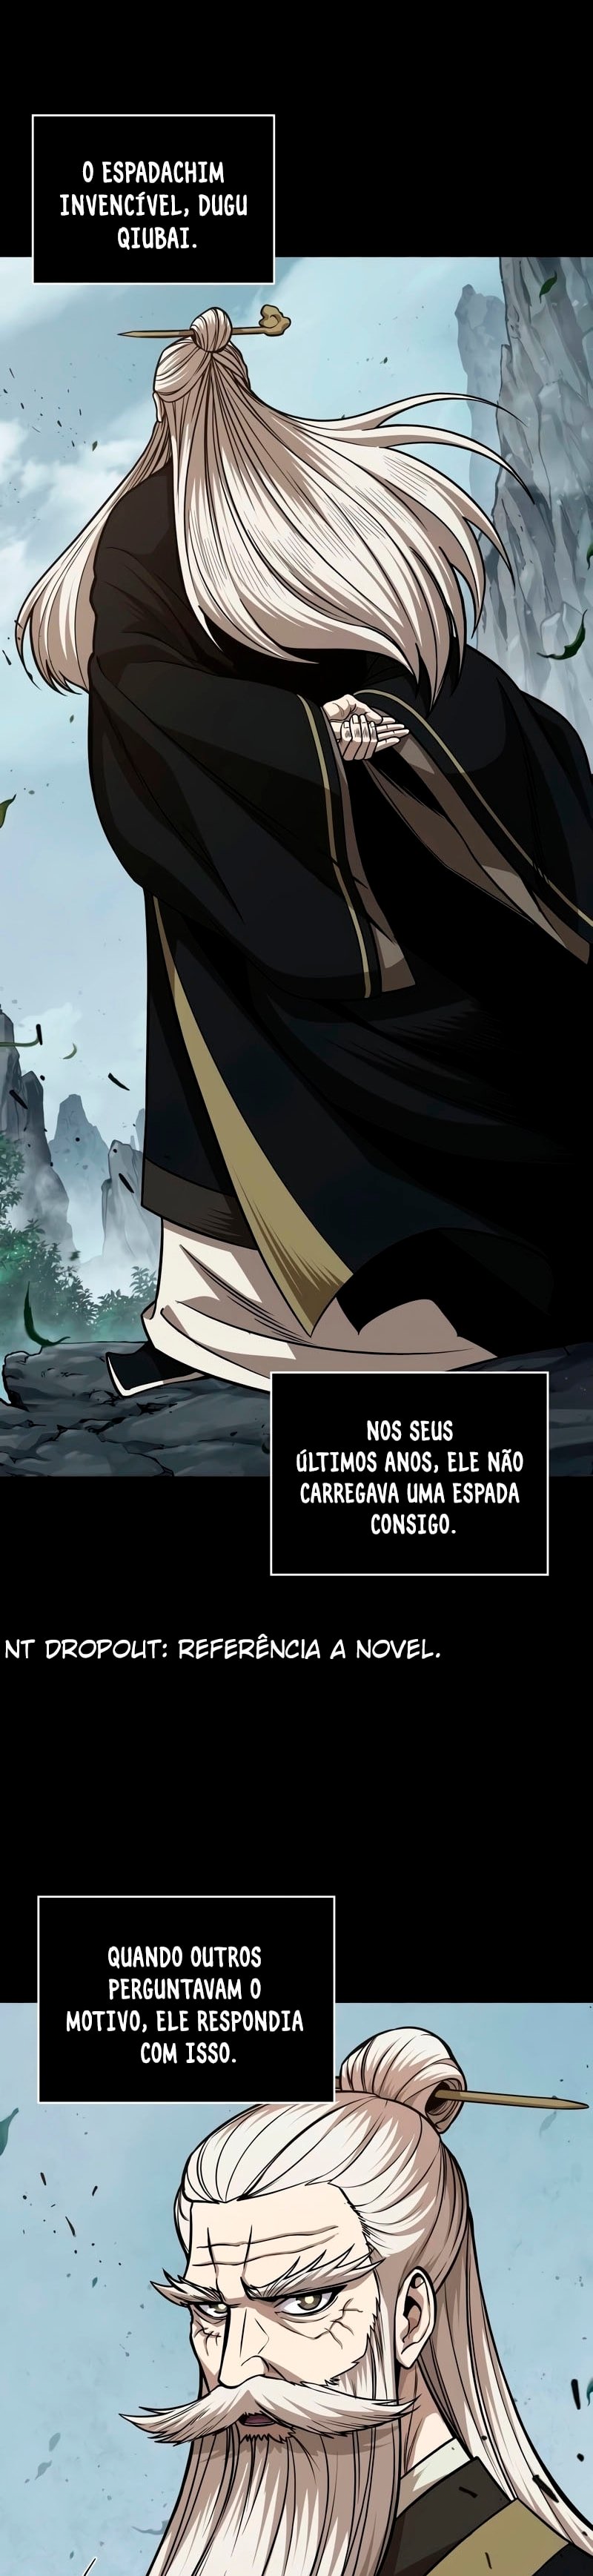 O ESPADACHIM
INVENCÍVEL, DUGU
QIUBAI.
NOS SEUS
ÚLTIMOS ANOS, ELE NÃO
CARREGAVA UMA ESPADA
CONSIGO.
NT DROPOUT: REFERÊNCIA A NOVEL.
QUANDO OUTROS
PERGUNTAVAM O
MOTIVO, ELE RESPONDIA
COM ISSO.